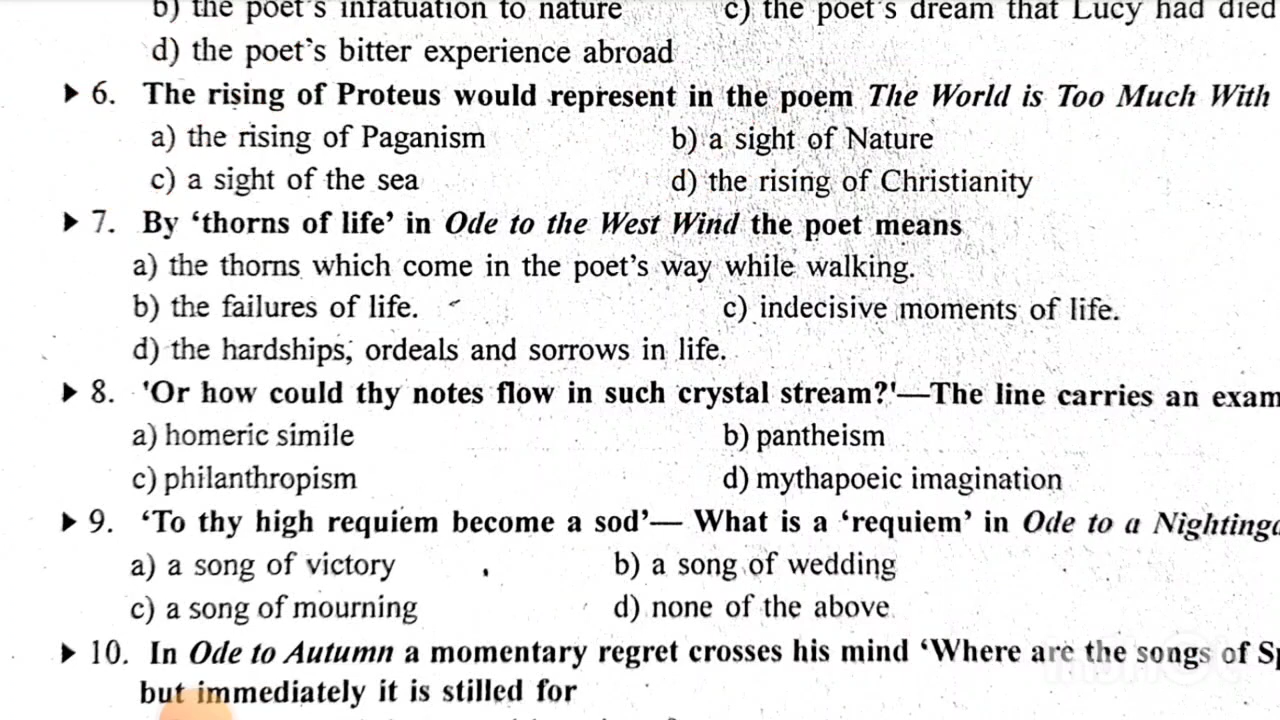 b) the poet's infatuation to nature c) the poet's dream that Lucy had died
d) the poet's bitter experience abroad
▶ 6. The rising of Proteus would represent in the poem The World is Too Much With
a) the rising of Paganism b) a sight of Nature
c) a sight of the sea d) the rising of Christianity
▶ 7. By ‘thorns of life’ in Ode to the West Wind the poet means
a) the thorns which come in the poet's way while walking.
b) the failures of life. c) indecisive moments of life.
d) the hardships, ordeals and sorrows in life.
▶ 8. 'Or how could thy notes flow in such crystal stream?'—The line carries an exam
a) homeric simile b) pantheism
c) philanthropism d) mythapoeic imagination
▶ 9. ‘To thy high requiem become a sod’— What is a ‘requiem’ in Ode to a Nightinga
a) a song of victory b) a song of wedding
c) a song of mourning d) none of the above
▶ 10. In Ode to Autumn a momentary regret crosses his mind ‘Where are the songs of Sp
but immediately it is stilled for